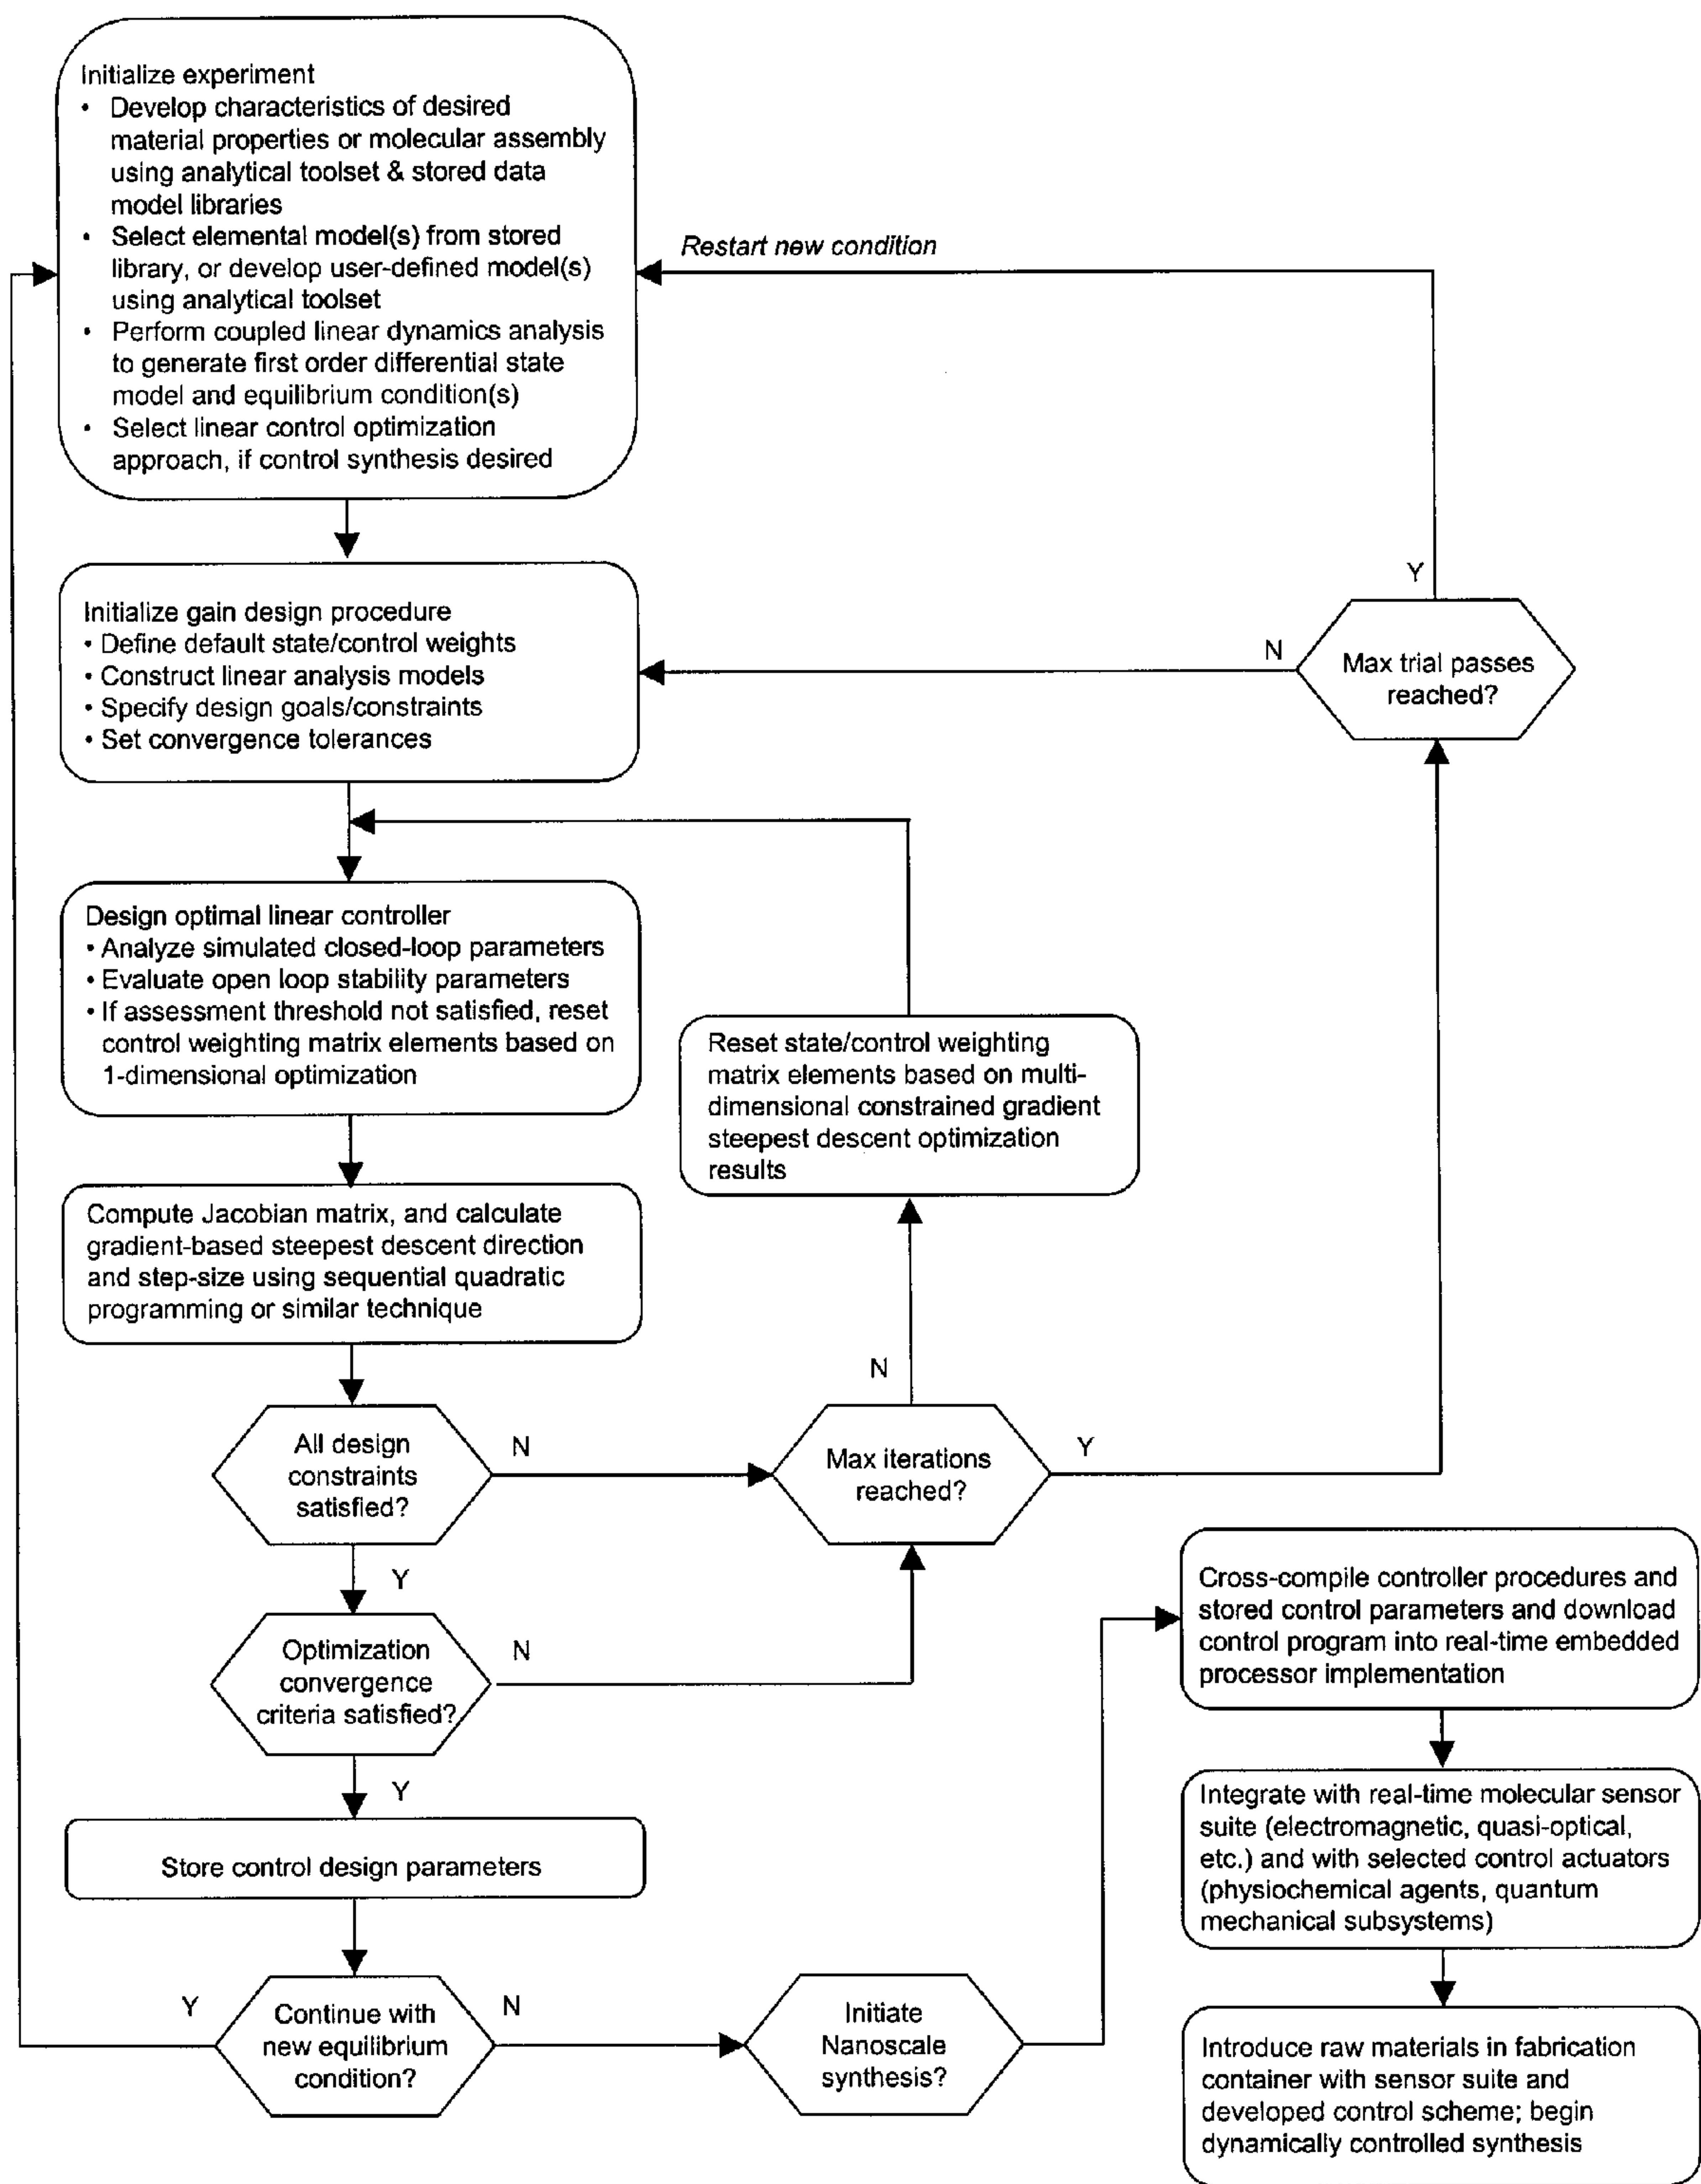 Initialize experiment
• Develop characteristics of desired
material properties or molecular assembly
using analytical toolset & stored data
model libraries
• Select elemental model(s) from stored
library, or develop user-defined model(s)
using analytical toolset
• Perform coupled linear dynamics analysis
to generate first order differential state
model and equilibrium condition(s)
• Select linear control optimization
approach, if control synthesis desired
Restart new condition
Y
Max trial passes
reached?
N
Initialize gain design procedure
• Define default state/control weights
• Construct linear analysis models
• Specify design goals/constraints
• Set convergence tolerances
Design optimal linear controller
• Analyze simulated closed-loop parameters
• Evaluate open loop stability parameters
• If assessment threshold not satisfied, reset
control weighting matrix elements based on
1-dimensional optimization
Reset state/control weighting
matrix elements based on multi-
dimensional constrained gradient
steepest descent optimization
results
Compute Jacobian matrix, and calculate
gradient-based steepest descent direction
and step-size using sequential quadratic
programming or similar technique
N
All design
constraints
satisfied?
N
Max iterations
reached?
Y
Y
Optimization
convergence
criteria satisfied?
N
Y
Store control design parameters
Y
Continue with
new equilibrium
condition?
N
Initiate
Nanoscale
synthesis?
Cross-compile controller procedures and
stored control parameters and download
control program into real-time embedded
processor implementation
Integrate with real-time molecular sensor
suite (electromagnetic, quasi-optical,
etc.) and with selected control actuators
(physiochemical agents, quantum
mechanical subsystems)
Introduce raw materials in fabrication
container with sensor suite and
developed control scheme; begin
dynamically controlled synthesis